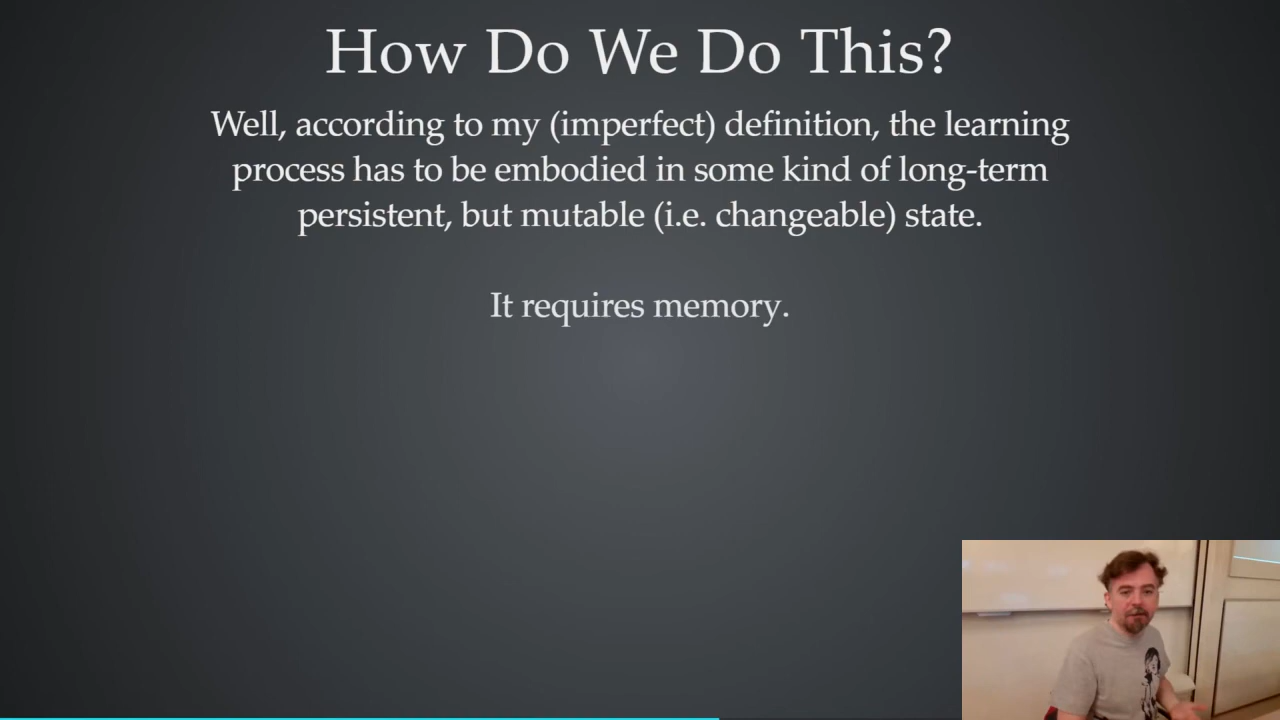 How Do We Do This?
Well, according to my (imperfect) definition, the learning
process has to be embodied in some kind of long-term
persistent, but mutable (i.e. changeable) state.
It requires memory.